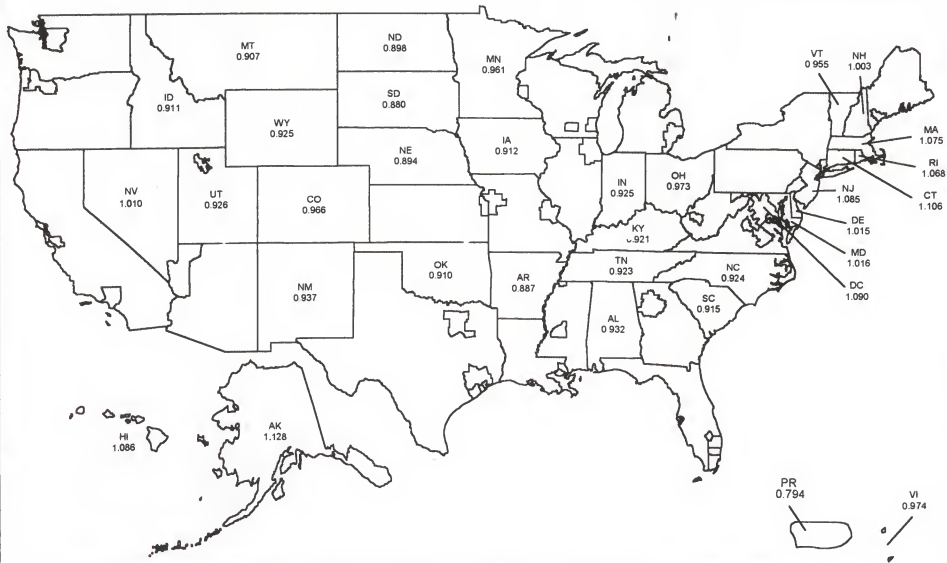 MT
0.907
ND
0.898
MN
0.961
VT
0.955
NH
1.003
ID
0.911
SD
0.880
WY
0.925
MA
1.075
IA
0.912
NE
0.894
RI
1.068
NV
1.010
UT
0.926
CO
0.966
IN
0.925
OH
0.973
NJ
1.085
CT
1.106
DE
1.015
KY
0.921
MD
1.016
OK
0.910
AR
0.887
TN
0.923
NC
0.924
NM
0.937
DC
1.090
SC
0.915
AL
0.932
HI
1.086
AK
1.128
PR
0.794
VI
0.974